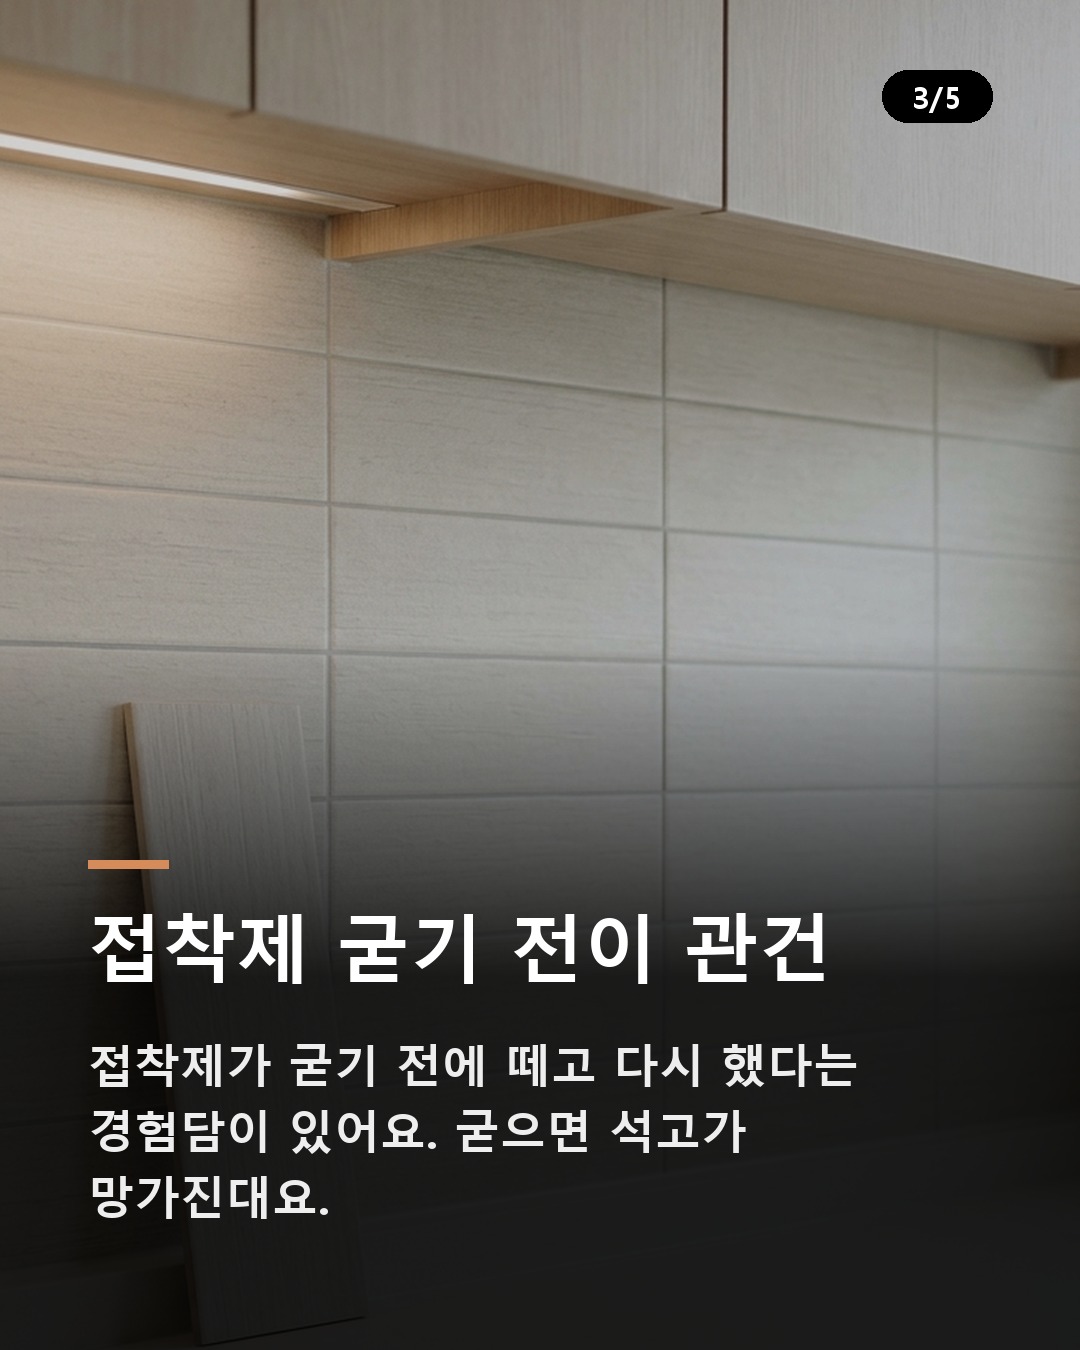 3/5
접착제 굳기 전이 관건
접착제가 굳기 전에 떼고 다시 했다는
경험담이 있어요. 굳으면 석고가
망가진대요.